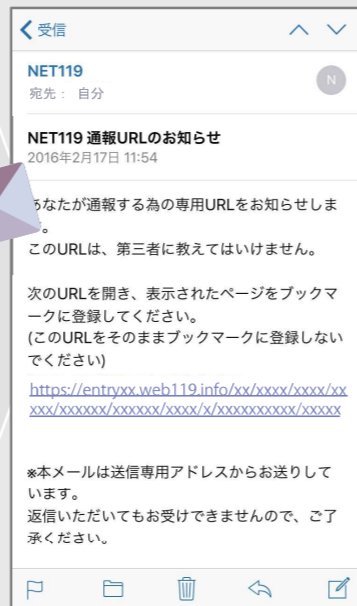 受信
NET119
N
宛先： 自分
NET119 通報URLのお知らせ
2016年2月17日 11:54
あなたが通報する為の専用URLをお知らせしま
。
このURLは、第三者に教えてはいけません。
次のURLを開き、表示されたページをブックマ
ークに登録してください。
(このURLをそのままブックマークに登録しない
でください)
https://entryxx.web119.info/xx/xxxx/xxxx/xx
xxx/xxxxxx/xxxxxx/xxxx/x/xxxxxxxxxx/xxxxx
※本メールは送信専用アドレスからお送りして
います。
返信いただいてもお受けできませんので、ご了
承ください。